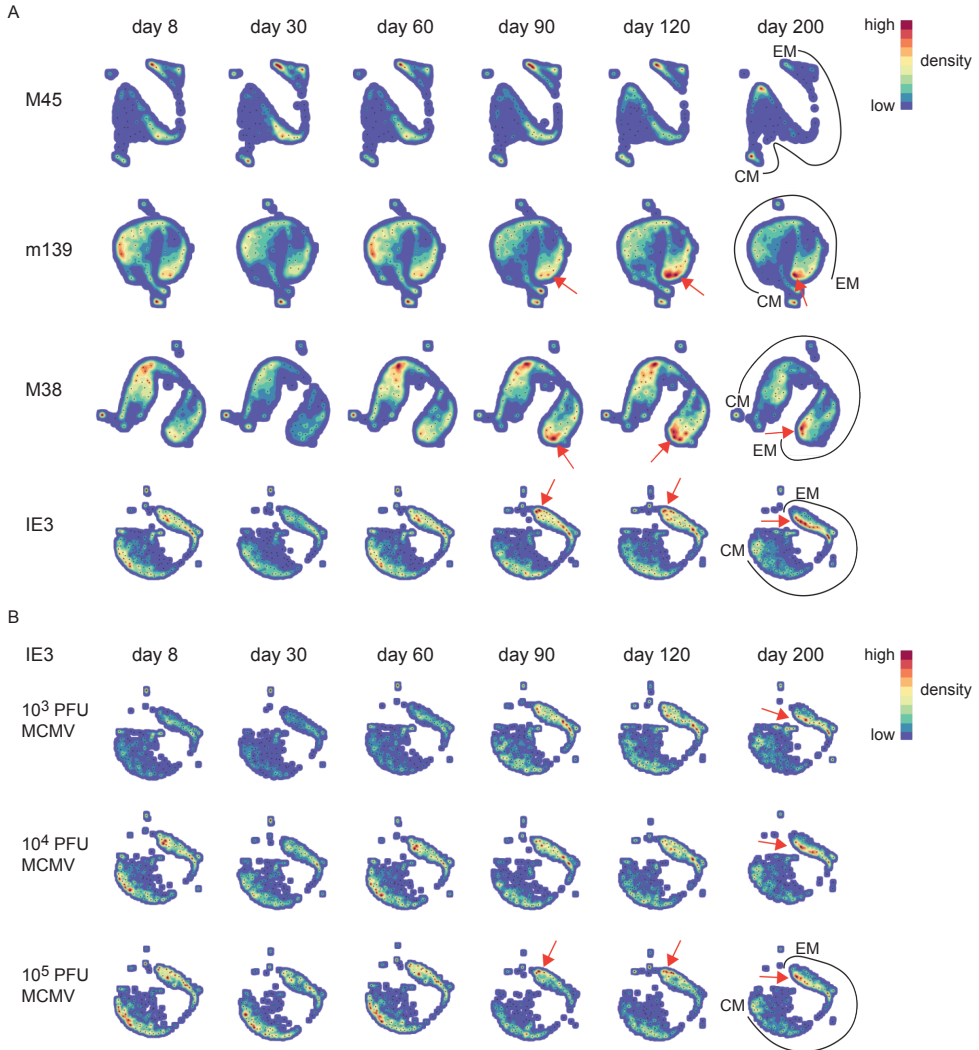 A
day 8 day 30 day 60 day 90 day 120 day 200
high
density
low
M45
EM
CM
m139
CM
EM
M38
CM
EM
IE3
EM
CM
B
IE3 day 8 day 30 day 60 day 90 day 120 day 200
high
density
low
10³ PFU
MCMV
10⁴ PFU
MCMV
10⁵ PFU
MCMV
EM
CM